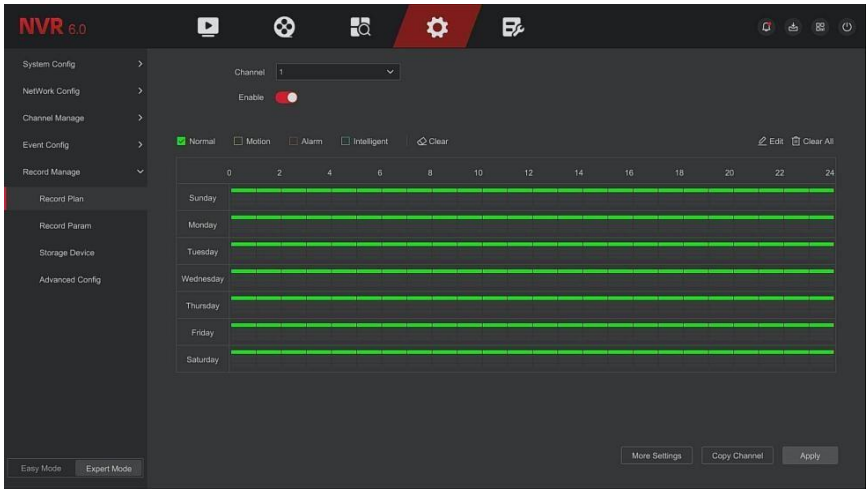 NVR 6.0
System Config
NetWork Config
Channel Manage
Event Config
Record Manage
Record Plan
Record Param
Storage Device
Advanced Config
Easy Mode Expert Mode
Channel 1
Enable
Normal Motion Alarm Intelligent Clear Edit Clear All
0 2 4 6 8 10 12 14 16 18 20 22 24
Sunday
Monday
Tuesday
Wednesday
Thursday
Friday
Saturday
More Settings Copy Channel Apply